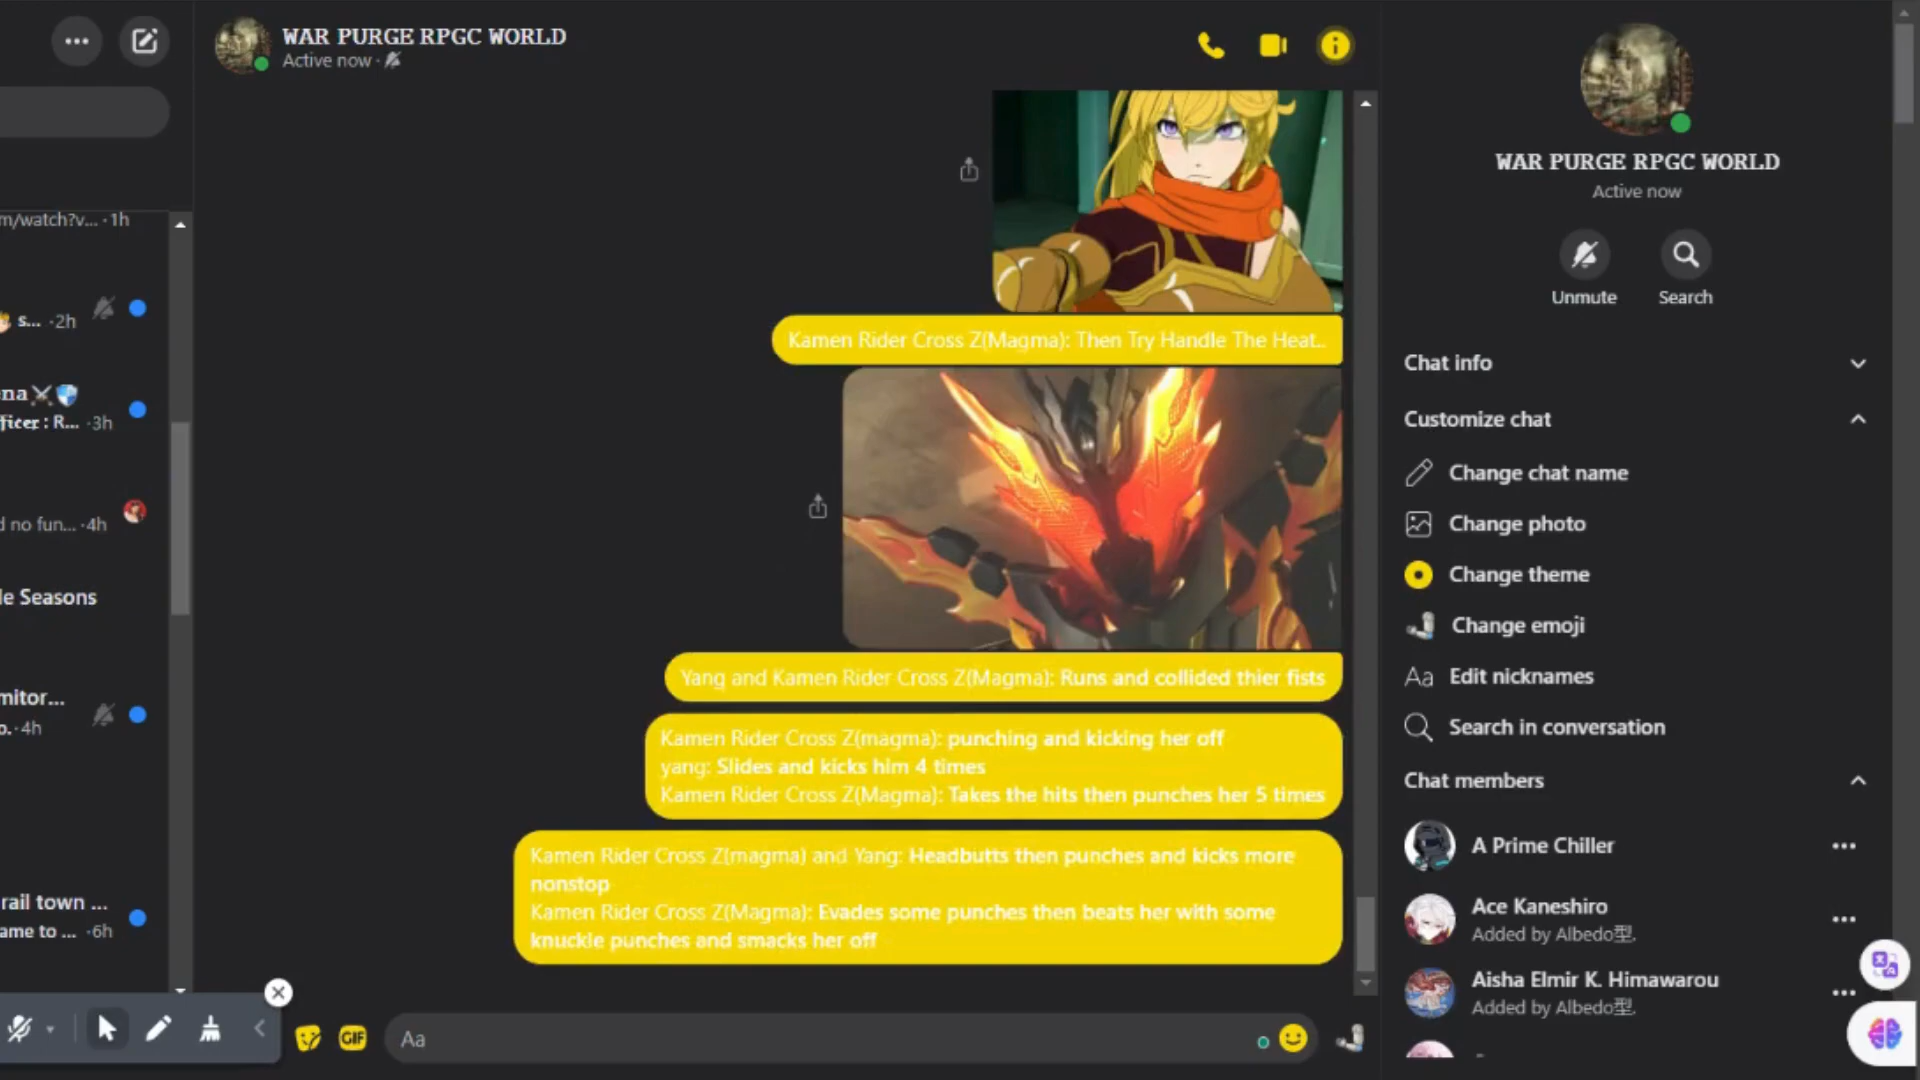 WAR PURGE RPGC WORLD
Active now ·
m/watch?v... · 1h
s... · 2h
na
fficer : R... · 3h
d no fun... · 4h
le Seasons
mitor...
o. · 4h
rail town ...
ame to ... · 6h
Kamen Rider Cross Z(Magma): Then Try Handle The Heat..
Yang and Kamen Rider Cross Z(Magma): Runs and collided thier fists
Kamen Rider Cross Z(magma): punching and kicking her off
yang: Slides and kicks him 4 times
Kamen Rider Cross Z(Magma): Takes the hits then punches her 5 times
Kamen Rider Cross Z(magma) and Yang: Headbutts then punches and kicks more
nonstop
Kamen Rider Cross Z(Magma): Evades some punches then beats her with some
knuckle punches and smacks her off
GIF
Aa
WAR PURGE RPGC WORLD
Active now
Unmute
Search
Chat info
Customize chat
Change chat name
Change photo
Change theme
Change emoji
Aa Edit nicknames
Search in conversation
Chat members
A Prime Chiller
Ace Kaneshiro
Added by Albedo型.
Aisha Elmir K. Himawarou
Added by Albedo型.